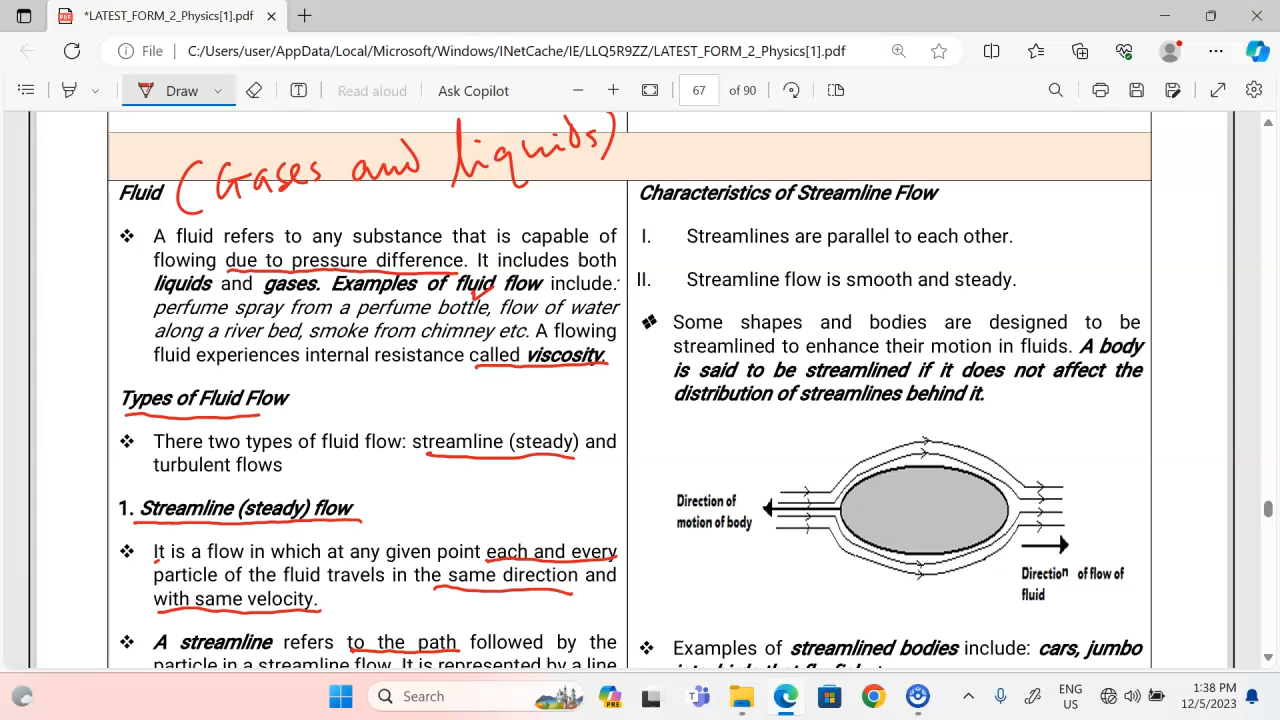 *LATEST_FORM_2_Physics[1].pdf
File C:/Users/user/AppData/Local/Microsoft/Windows/INetCache/IE/LLQ5R9ZZ/LATEST_FORM_2_Physics[1].pdf
Draw Read aloud Ask Copilot 67 of 90
(Gases and liquids)
Fluid
❖ A fluid refers to any substance that is capable of
flowing due to pressure difference. It includes both
liquids and gases. Examples of fluid flow include:
perfume spray from a perfume bottle, flow of water
along a river bed, smoke from chimney etc. A flowing
fluid experiences internal resistance called viscosity.
Types of Fluid Flow
❖ There two types of fluid flow: streamline (steady) and
turbulent flows
1. Streamline (steady) flow
❖ It is a flow in which at any given point each and every
particle of the fluid travels in the same direction and
with same velocity.
❖ A streamline refers to the path followed by the
particle in a streamline flow. It is represented by a line
Characteristics of Streamline Flow
I. Streamlines are parallel to each other.
II. Streamline flow is smooth and steady.
❖ Some shapes and bodies are designed to be
streamlined to enhance their motion in fluids. A body
is said to be streamlined if it does not affect the
distribution of streamlines behind it.
Direction of
motion of body
Direction of flow of
fluid
❖ Examples of streamlined bodies include: cars, jumbo
Search
PRE
ENG
US
1:38 PM
12/5/2023